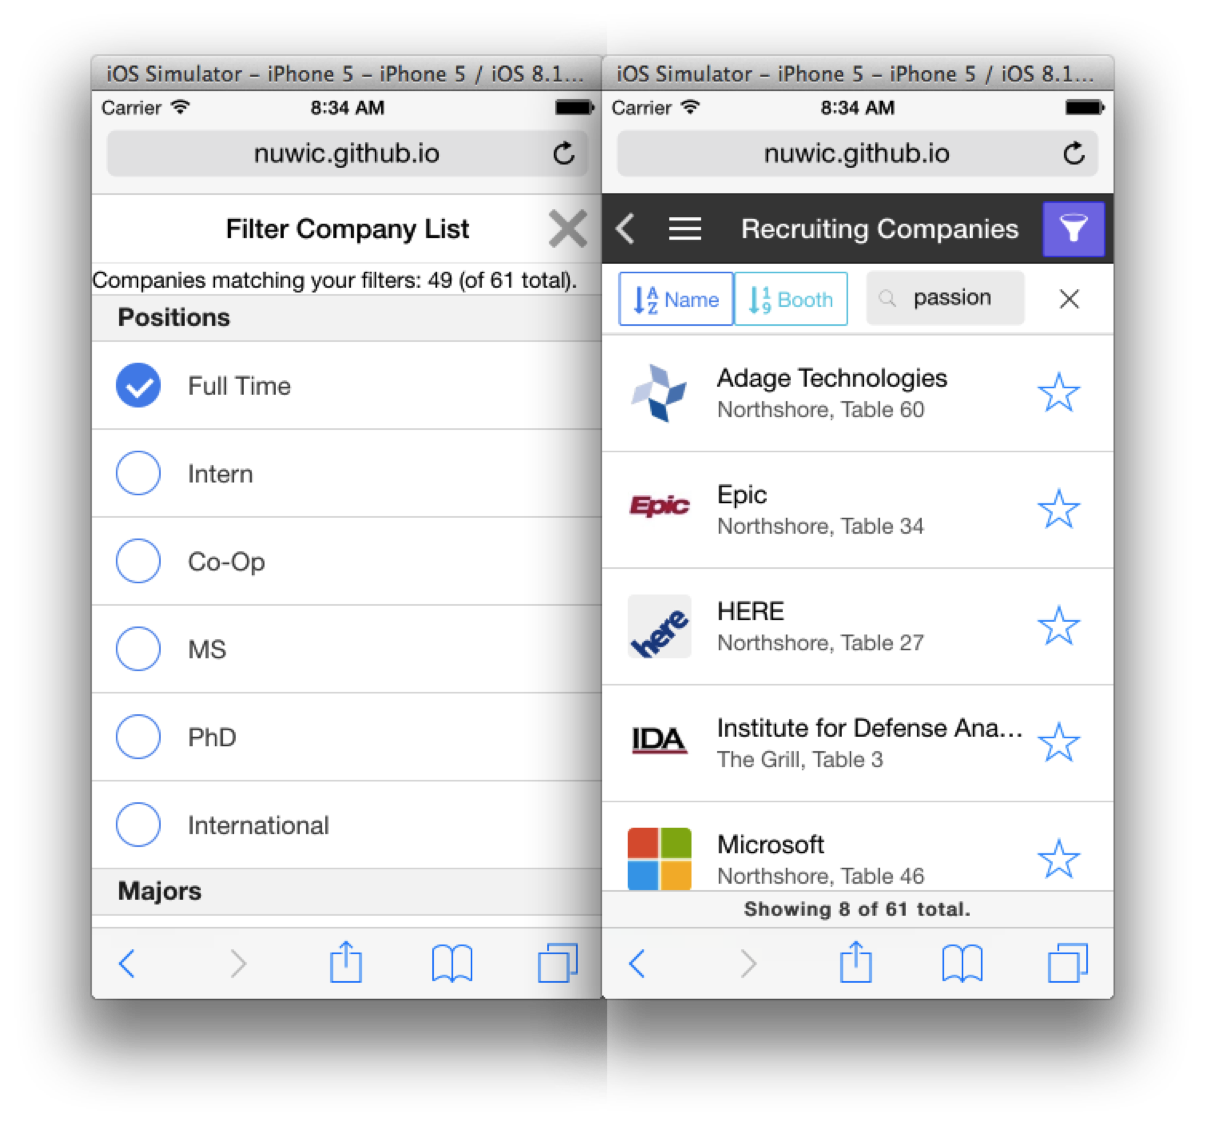 iOS Simulator – iPhone 5 – iPhone 5 / iOS 8.1...
Carrier 8:34 AM
nuwic.github.io
Filter Company List
Companies matching your filters: 49 (of 61 total).
Positions
Full Time
Intern
Co-Op
MS
PhD
International
Majors
iOS Simulator – iPhone 5 – iPhone 5 / iOS 8.1...
Carrier 8:34 AM
nuwic.github.io
Recruiting Companies
AZ Name 19 Booth passion
Adage Technologies
Northshore, Table 60
Epic
Epic
Northshore, Table 34
here
HERE
Northshore, Table 27
IDA
Institute for Defense Ana...
The Grill, Table 3
Microsoft
Northshore, Table 46
Showing 8 of 61 total.